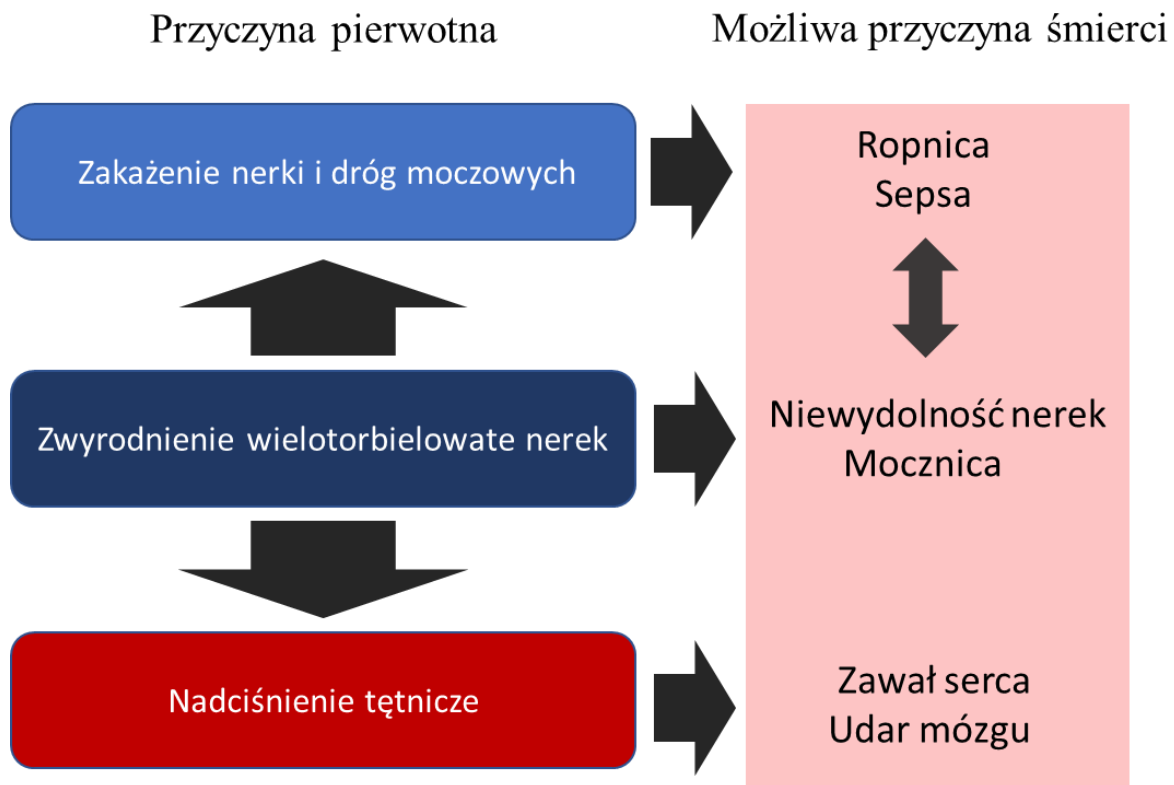 Przyczyna pierwotna
Możliwa przyczyna śmierci
Zakażenie nerki i dróg moczowych
Ropnica
Sepsa
Zwyrodnienie wielotorbielowate nerek
Niewydolność nerek
Mocznica
Nadciśnienie tętnicze
Zawał serca
Udar mózgu